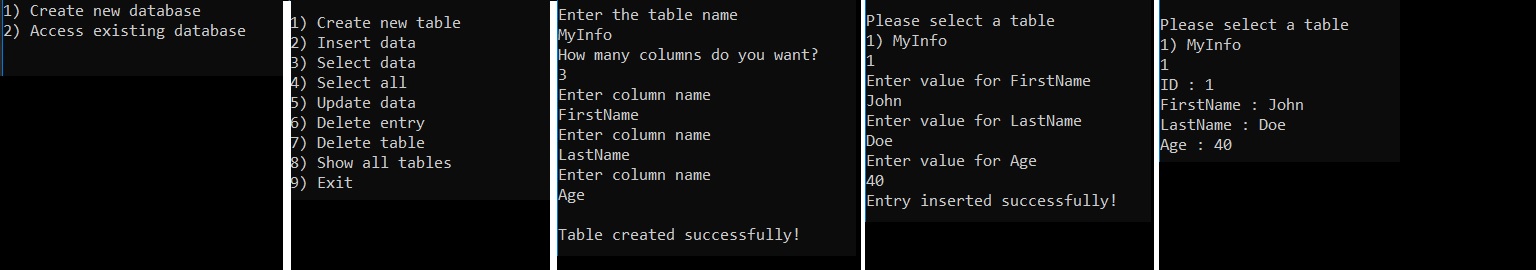 1) Create new database
2) Access existing database
1) Create new table
2) Insert data
3) Select data
4) Select all
5) Update data
6) Delete entry
7) Delete table
8) Show all tables
9) Exit
Enter the table name
MyInfo
How many columns do you want?
3
Enter column name
FirstName
Enter column name
LastName
Enter column name
Age
Table created successfully!
Please select a table
1) MyInfo
1
Enter value for FirstName
John
Enter value for LastName
Doe
Enter value for Age
40
Entry inserted successfully!
Please select a table
1) MyInfo
1
ID : 1
FirstName : John
LastName : Doe
Age : 40